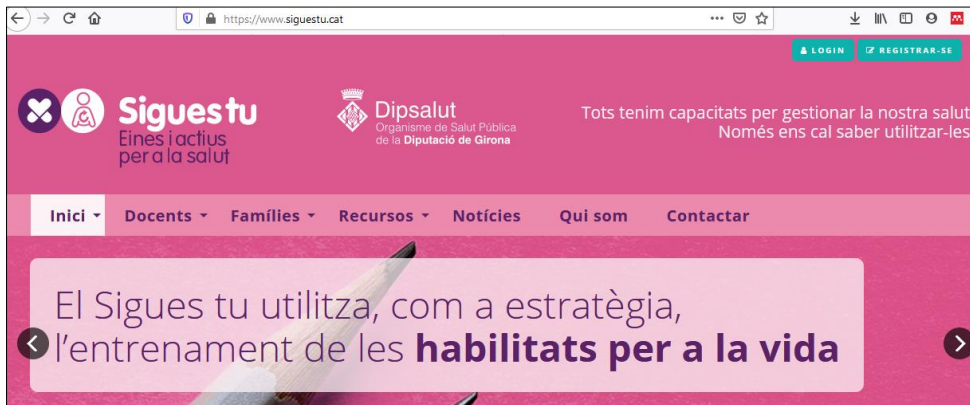 https://www.siguestu.cat
LOGIN
REGISTRAR-SE
Sigues tu
Eines i actius
per a la salut
Dipsalut
Organisme de Salut Pública
de la Diputació de Girona
Tots tenim capacitats per gestionar la nostra salut
Només ens cal saber utilitzar-les
Inici Docents Famílies Recursos Notícies Qui som Contactar
El Sigues tu utilitza, com a estratègia,
l'entrenament de les habilitats per a la vida